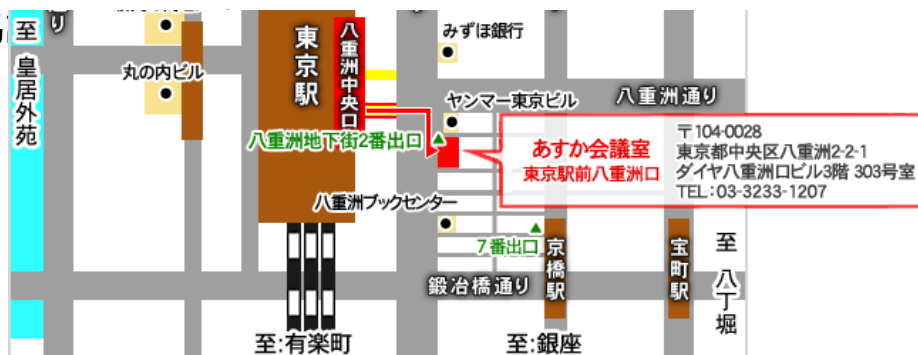 至
皇居外苑
り
丸の内ビル
東京駅
八重洲中央口
みずほ銀行
ヤンマー東京ビル
八重洲通り
八重洲地下街2番出口
あすか会議室
東京駅前八重洲口
〒104-0028
東京都中央区八重洲2-2-1
ダイヤ八重洲口ビル3階 303号室
TEL:03-3233-1207
八重洲ブックセンター
7番出口
京橋駅
宝町駅
至 八丁堀
鍛冶橋通り
至:有楽町
至:銀座